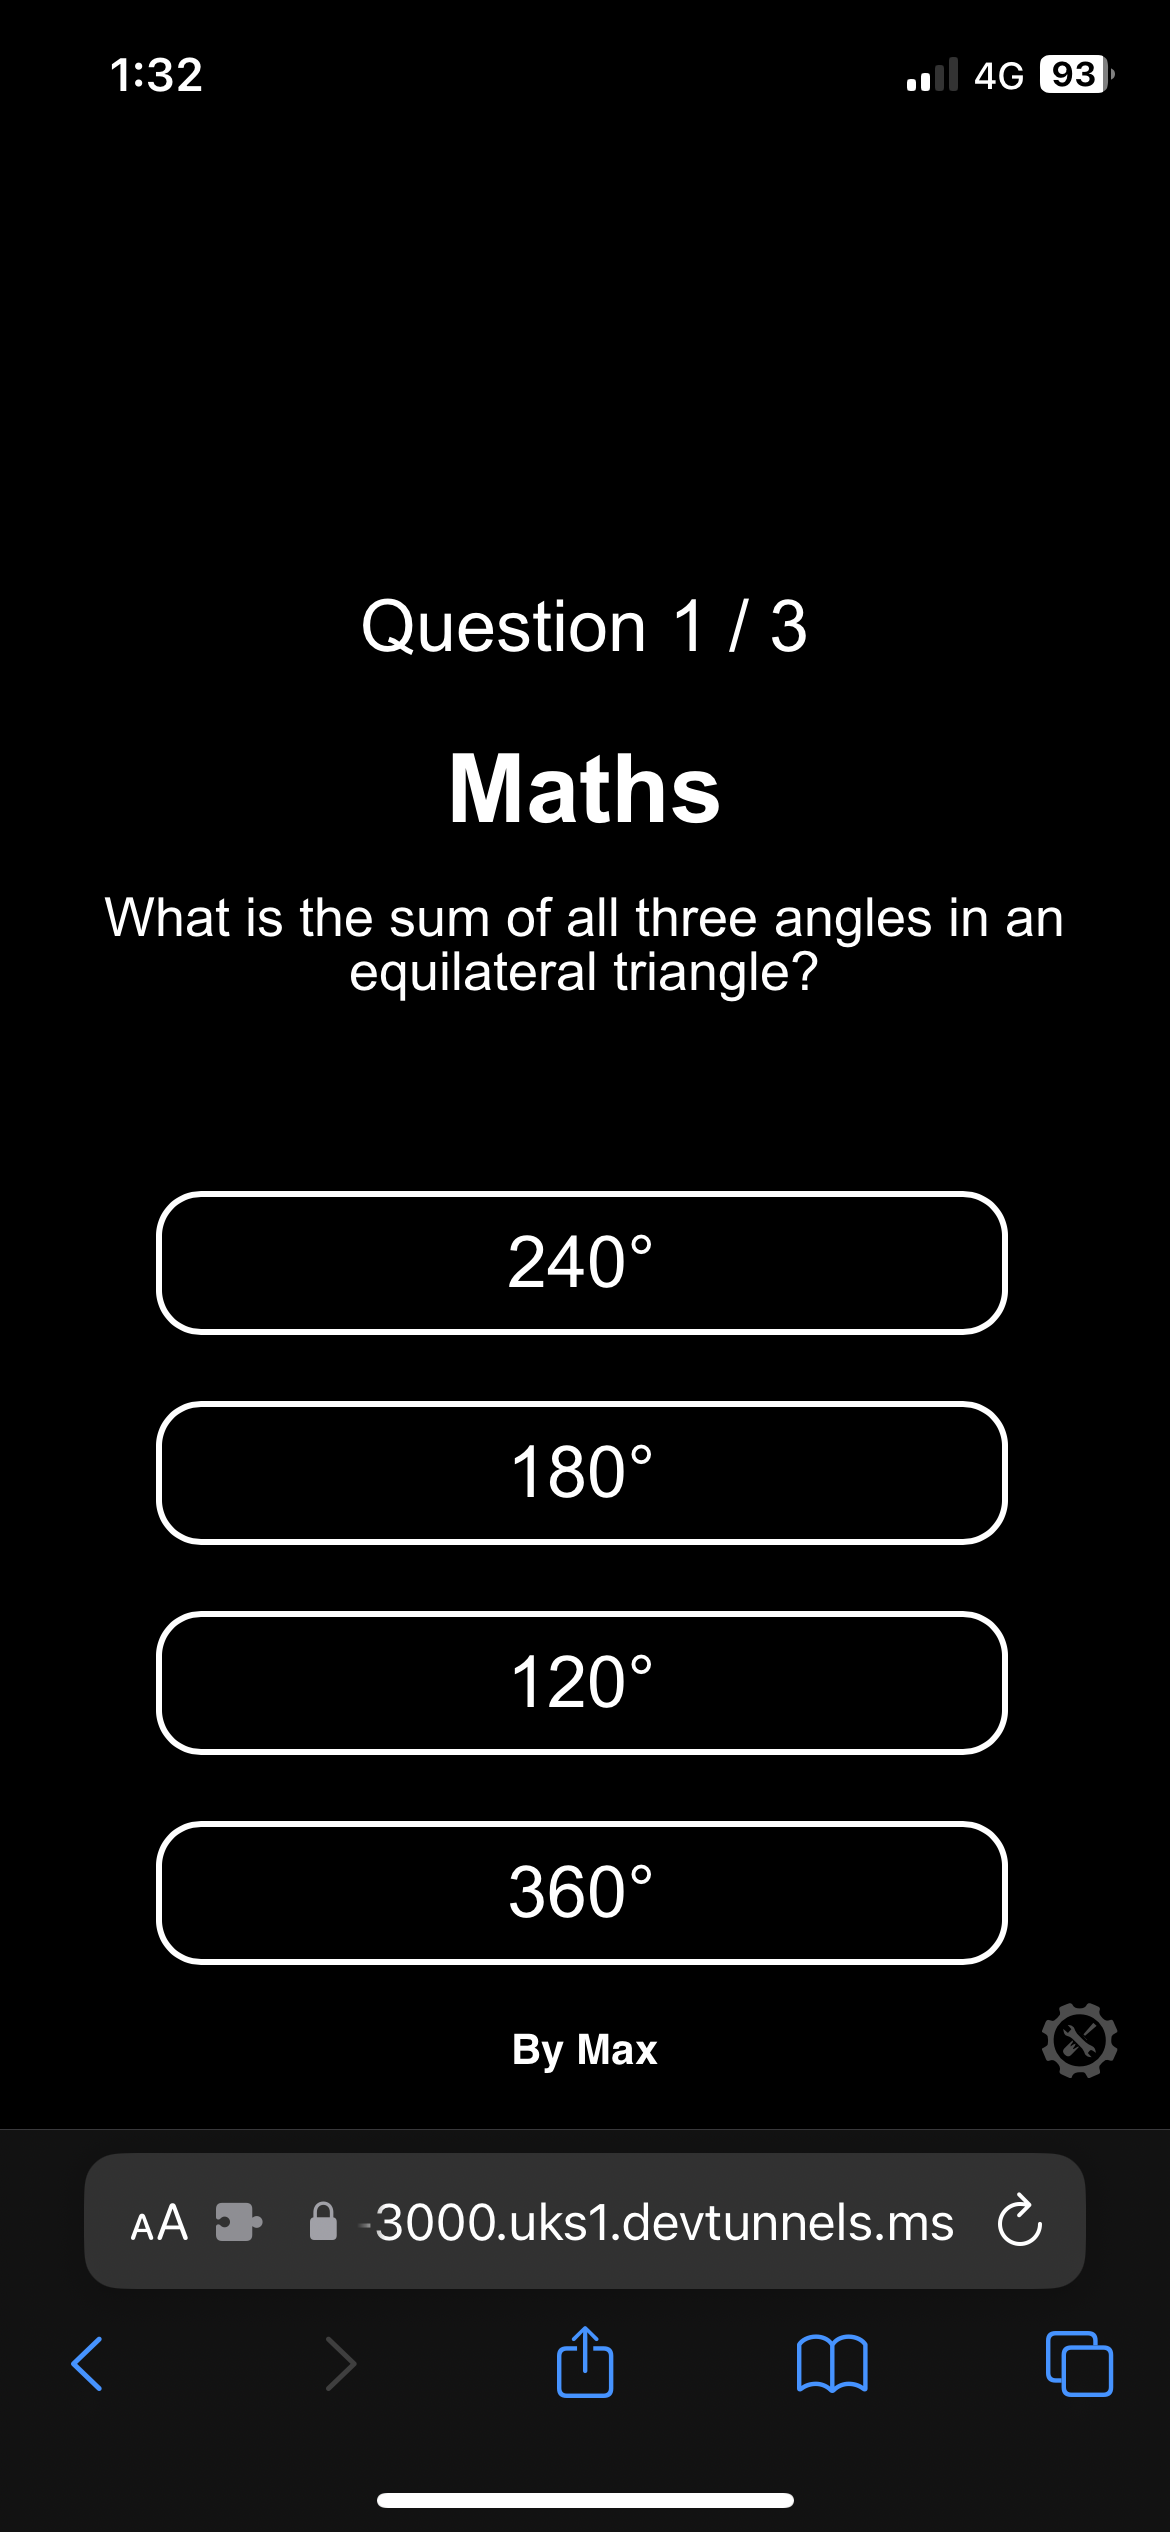 1:32
4G 93
Question 1 / 3
Maths
What is the sum of all three angles in an
equilateral triangle?
240°
180°
120°
360°
By Max
AA -3000.uks1.devtunnels.ms